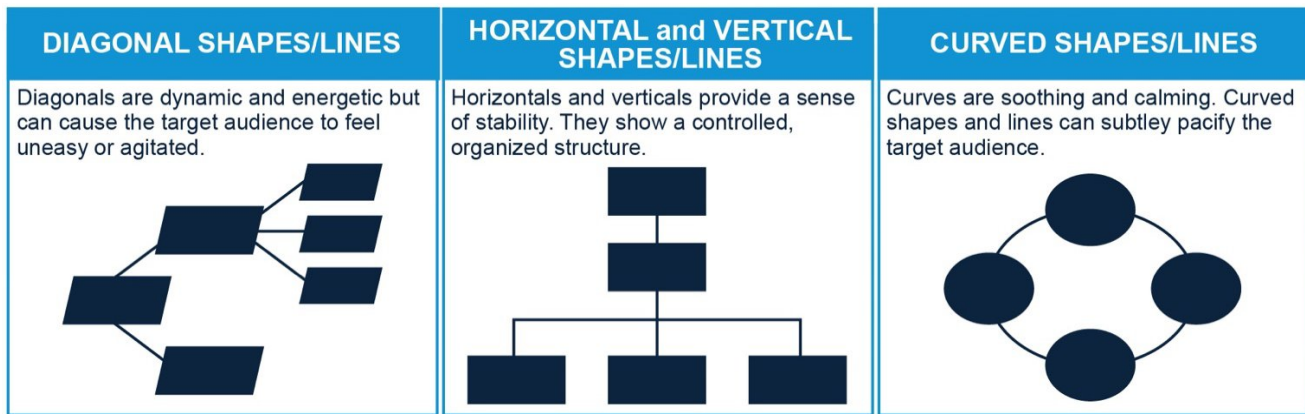 DIAGONAL SHAPES/LINES
Diagonals are dynamic and energetic but
can cause the target audience to feel
uneasy or agitated.
HORIZONTAL and VERTICAL
SHAPES/LINES
Horizontals and verticals provide a sense
of stability. They show a controlled,
organized structure.
CURVED SHAPES/LINES
Curves are soothing and calming. Curved
shapes and lines can subtley pacify the
target audience.